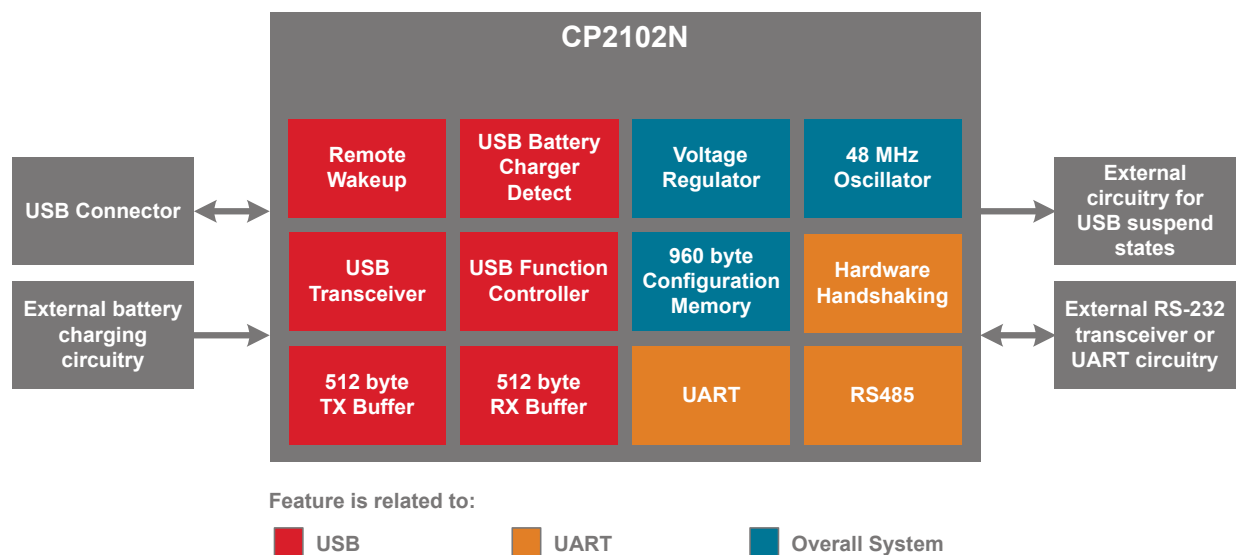 CP2102N
Remote
Wakeup
USB Battery
Charger
Detect
Voltage
Regulator
48 MHz
Oscillator
USB Connector
External
circuitry for
USB suspend
states
USB
Transceiver
USB Function
Controller
960 byte
Configuration
Memory
Hardware
Handshaking
External battery
charging
circuitry
External RS-232
transceiver or
UART circuitry
512 byte
TX Buffer
512 byte
RX Buffer
UART
RS485
Feature is related to:
USB
UART
Overall System